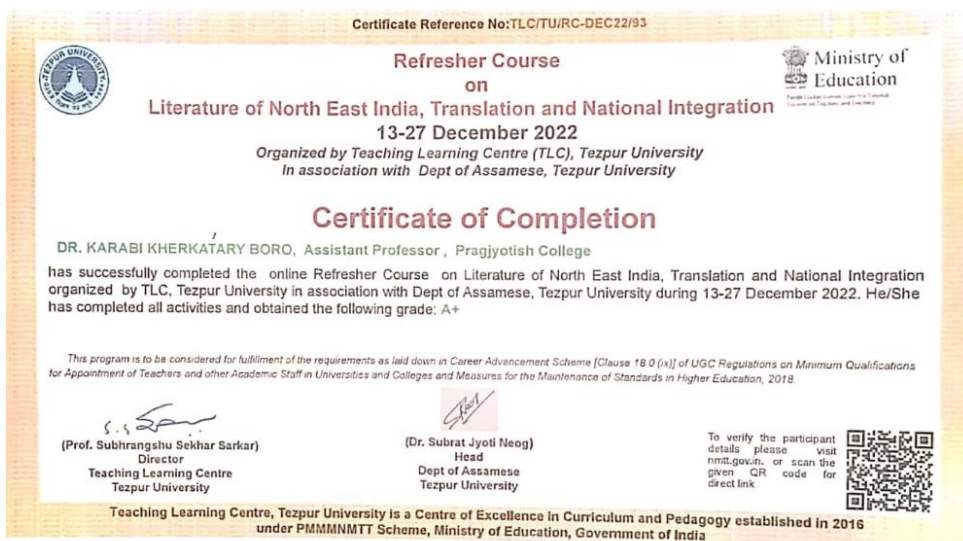 Certificate Reference No:TLC/TU/RC-DEC22/93
TEZPUR UNIVERSITY
Ministry of
Education
Refresher Course
on
Literature of North East India, Translation and National Integration
13-27 December 2022
Organized by Teaching Learning Centre (TLC), Tezpur University
In association with Dept of Assamese, Tezpur University
Certificate of Completion
DR. KARABI KHERKATARY BORO, Assistant Professor , Pragjyotish College
has successfully completed the online Refresher Course on Literature of North East India, Translation and National Integration
organized by TLC, Tezpur University in association with Dept of Assamese, Tezpur University during 13-27 December 2022. He/She
has completed all activities and obtained the following grade: A+
This program is to be considered for fulfillment of the requirements as laid down in Career Advancement Scheme [Clause 18.0 (ix)] of UGC Regulations on Minimum Qualifications
for Appointment of Teachers and other Academic Staff in Universities and Colleges and Measures for the Maintenance of Standards in Higher Education, 2018.
(Prof. Subhrangshu Sekhar Sarkar)
Director
Teaching Learning Centre
Tezpur University
(Dr. Subrat Jyoti Neog)
Head
Dept of Assamese
Tezpur University
To verify the participant
details please visit
nmtt.gov.in, or scan the
given QR code for
direct link
Teaching Learning Centre, Tezpur University is a Centre of Excellence in Curriculum and Pedagogy established in 2016
under PMMMNMTT Scheme, Ministry of Education, Government of India